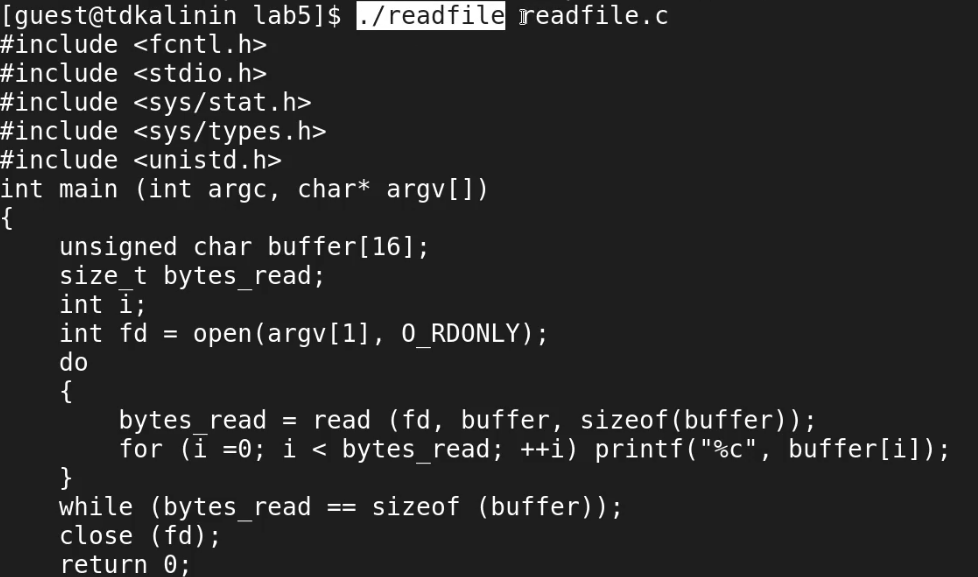 [guest@tdkalinin lab5]$ ./readfile readfile.c
#include <fcntl.h>
#include <stdio.h>
#include <sys/stat.h>
#include <sys/types.h>
#include <unistd.h>
int main (int argc, char* argv[])
{
    unsigned char buffer[16];
    size_t bytes_read;
    int i;
    int fd = open(argv[1], O_RDONLY);
    do
    {
        bytes_read = read (fd, buffer, sizeof(buffer));
        for (i =0; i < bytes_read; ++i) printf("%c", buffer[i]);
    }
    while (bytes_read == sizeof (buffer));
    close (fd);
    return 0;